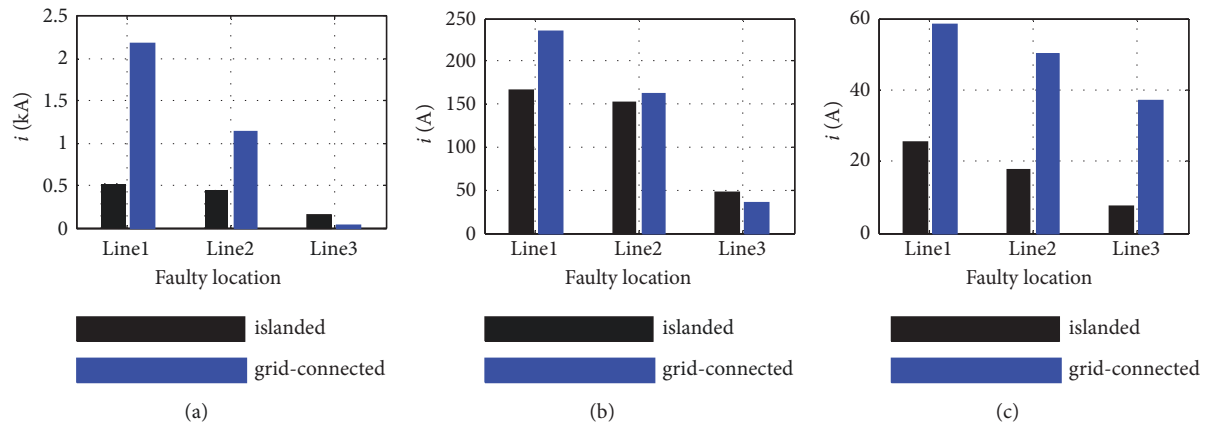 2.5
2
1.5
1
0.5
0
i (kA)
Line1 Line2 Line3
Faulty location
islanded
grid-connected
(a)
250
200
150
100
50
0
i (A)
Line1 Line2 Line3
Faulty location
islanded
grid-connected
(b)
60
40
20
0
i (A)
Line1 Line2 Line3
Faulty location
islanded
grid-connected
(c)